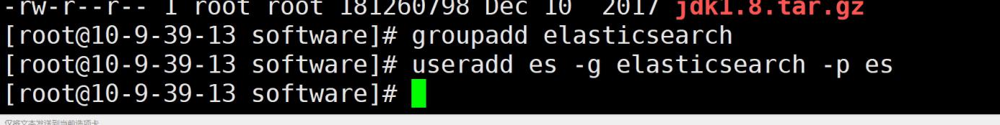 -rw-r--r-- 1 root root 181260798 Dec 10  2017 jdk1.8.tar.gz
[root@10-9-39-13 software]# groupadd elasticsearch
[root@10-9-39-13 software]# useradd es -g elasticsearch -p es
[root@10-9-39-13 software]#
仅将文本发送到当前选项卡